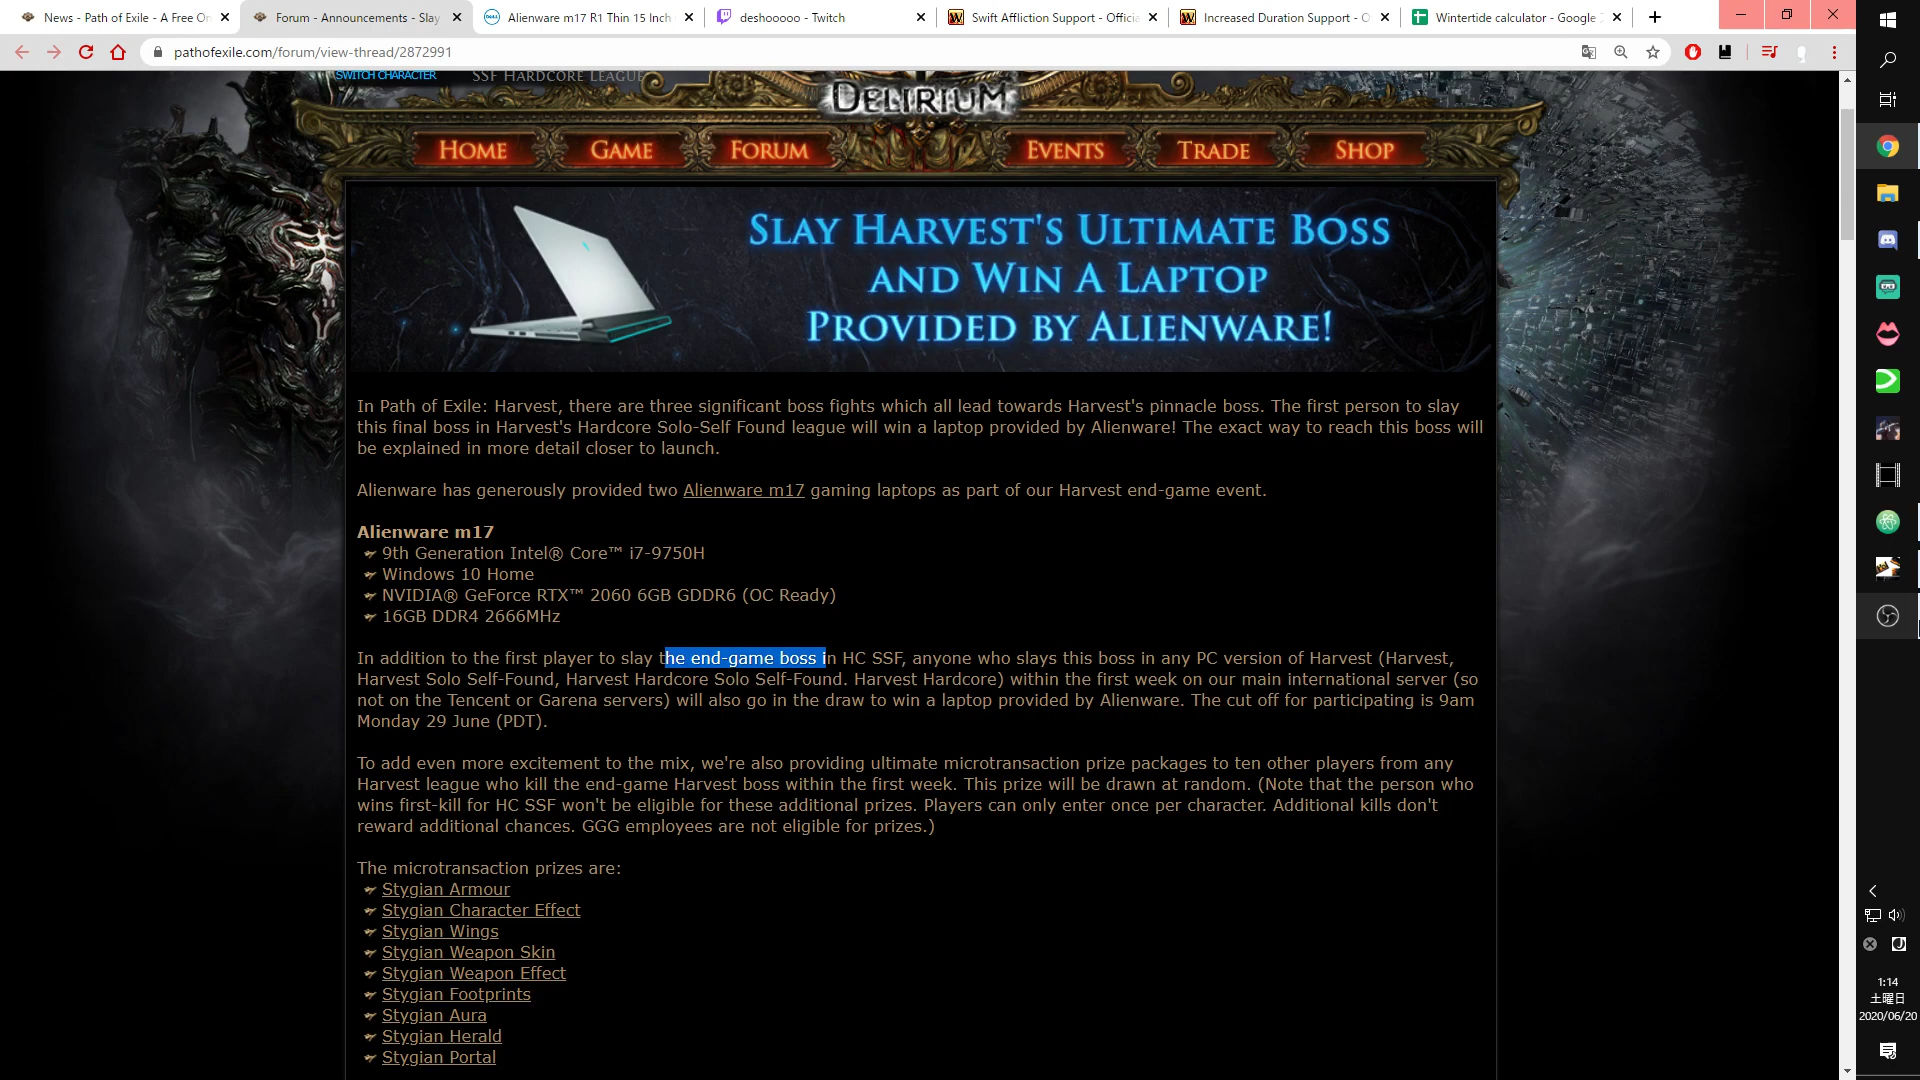 News - Path of Exile - A Free On
Forum - Announcements - Slay
Alienware m17 R1 Thin 15 Inch
deshooooo - Twitch
Swift Affliction Support - Officia
Increased Duration Support - O
Wintertide calculator - Google
pathofexile.com/forum/view-thread/2872991
SWITCH CHARACTER
SSF HARDCORE LEAGUE
DELIRIUM
HOME
GAME
FORUM
EVENTS
TRADE
SHOP
SLAY HARVEST'S ULTIMATE BOSS
AND WIN A LAPTOP
PROVIDED BY ALIENWARE!
In Path of Exile: Harvest, there are three significant boss fights which all lead towards Harvest's pinnacle boss. The first person to slay
this final boss in Harvest's Hardcore Solo-Self Found league will win a laptop provided by Alienware! The exact way to reach this boss will
be explained in more detail closer to launch.
Alienware has generously provided two Alienware m17 gaming laptops as part of our Harvest end-game event.
Alienware m17
9th Generation Intel® Core™ i7-9750H
Windows 10 Home
NVIDIA® GeForce RTX™ 2060 6GB GDDR6 (OC Ready)
16GB DDR4 2666MHz
In addition to the first player to slay the end-game boss in HC SSF, anyone who slays this boss in any PC version of Harvest (Harvest,
Harvest Solo Self-Found, Harvest Hardcore Solo Self-Found. Harvest Hardcore) within the first week on our main international server (so
not on the Tencent or Garena servers) will also go in the draw to win a laptop provided by Alienware. The cut off for participating is 9am
Monday 29 June (PDT).
To add even more excitement to the mix, we're also providing ultimate microtransaction prize packages to ten other players from any
Harvest league who kill the end-game Harvest boss within the first week. This prize will be drawn at random. (Note that the person who
wins first-kill for HC SSF won't be eligible for these additional prizes. Players can only enter once per character. Additional kills don't
reward additional chances. GGG employees are not eligible for prizes.)
The microtransaction prizes are:
Stygian Armour
Stygian Character Effect
Stygian Wings
Stygian Weapon Skin
Stygian Weapon Effect
Stygian Footprints
Stygian Aura
Stygian Herald
Stygian Portal
1:14
土曜日
2020/06/20